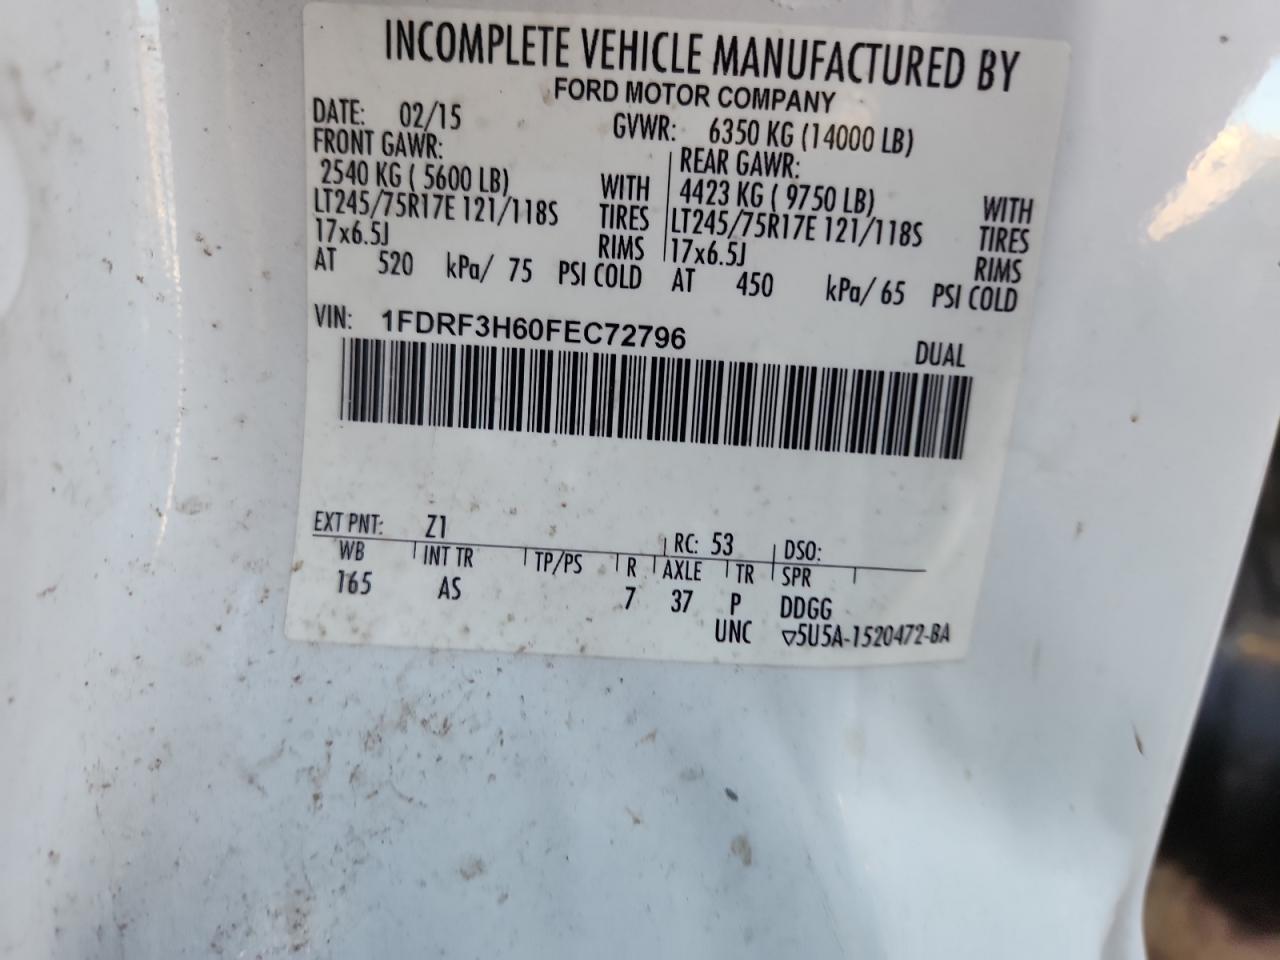 INCOMPLETE VEHICLE MANUFACTURED BY
FORD MOTOR COMPANY
DATE: 02/15 GVWR: 6350 KG (14000 LB)
FRONT GAWR: REAR GAWR:
2540 KG ( 5600 LB) WITH 4423 KG ( 9750 LB) WITH
LT245/75R17E 121/118S TIRES LT245/75R17E 121/118S TIRES
17x6.5J RIMS 17x6.5J RIMS
AT 520 kPa/ 75 PSI COLD AT 450 kPa/ 65 PSI COLD
VIN: 1FDRF3H60FEC72796 DUAL
EXT PNT: Z1 RC: 53 DSO:
WB INT TR TP/PS R AXLE TR SPR
165 AS 7 37 P DDGG
UNC ▽5U5A-1520472-BA